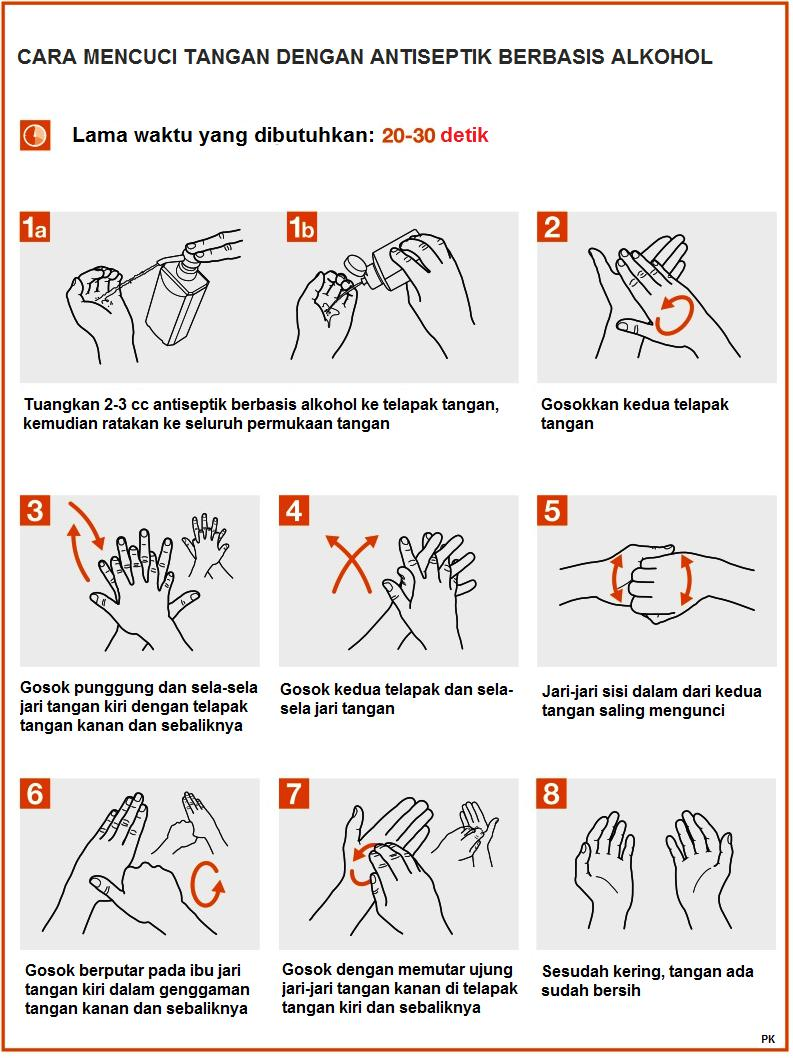 CARA MENCUCI TANGAN DENGAN ANTISEPTIK BERBASIS ALKOHOL
Lama waktu yang dibutuhkan: 20-30 detik
1a
1b
2
Tuangkan 2-3 cc antiseptik berbasis alkohol ke telapak tangan,
kemudian ratakan ke seluruh permukaan tangan
Gosokkan kedua telapak
tangan
3
4
5
Gosok punggung dan sela-sela
jari tangan kiri dengan telapak
tangan kanan dan sebaliknya
Gosok kedua telapak dan sela-
sela jari tangan
Jari-jari sisi dalam dari kedua
tangan saling mengunci
6
7
8
Gosok berputar pada ibu jari
tangan kiri dalam genggaman
tangan kanan dan sebaliknya
Gosok dengan memutar ujung
jari-jari tangan kanan di telapak
tangan kiri dan sebaliknya
Sesudah kering, tangan ada
sudah bersih
PK